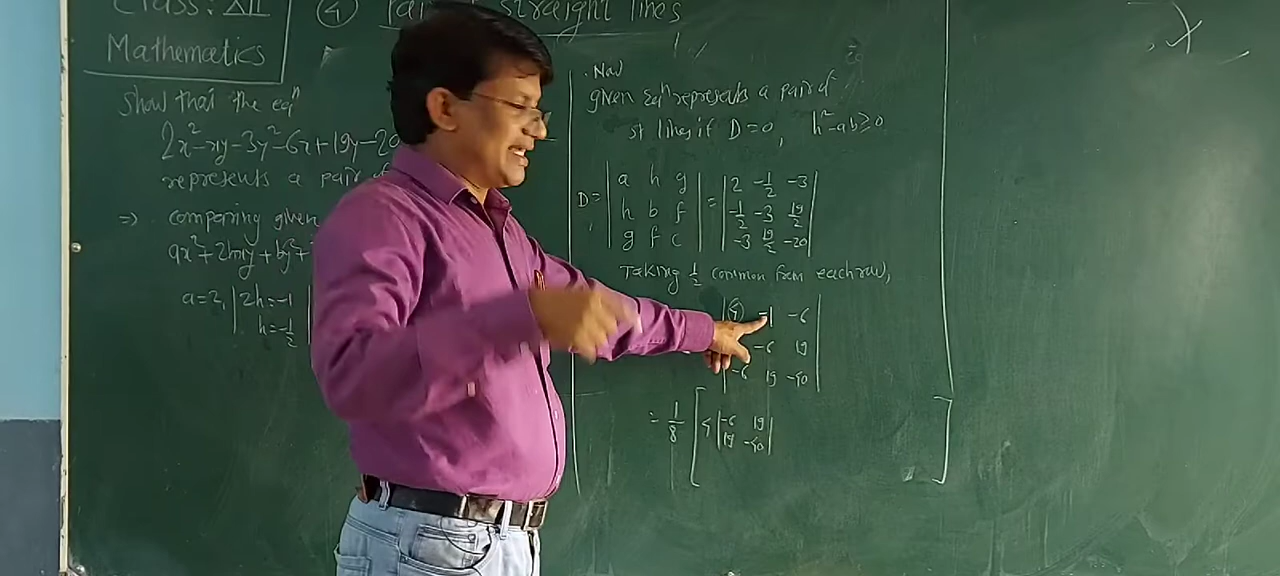 Class: XII
④ Pai straight lines
Mathematics
Show that the eqⁿ
2x²-xy-3y²-6x+19y-20
represents a pair of
⇒ comparing given
ax²+2hxy+by²+
a=2, | 2h=-1
h=-1/2
Now
given Eqⁿ represents a pair of
st lines if D=0, h²-ab≥0
D= | a h g | = | 2 -1/2 -3 |
| h b f | | -1/2 -3 19/2 |
| g f c | | -3 19/2 -20 |
Taking 1/2 common from each row,
| 4 -1 -6 |
-6 19
-6 19 -40 |
= 1/8 [ 4 | -6 19 | ]
| 19 -40 |